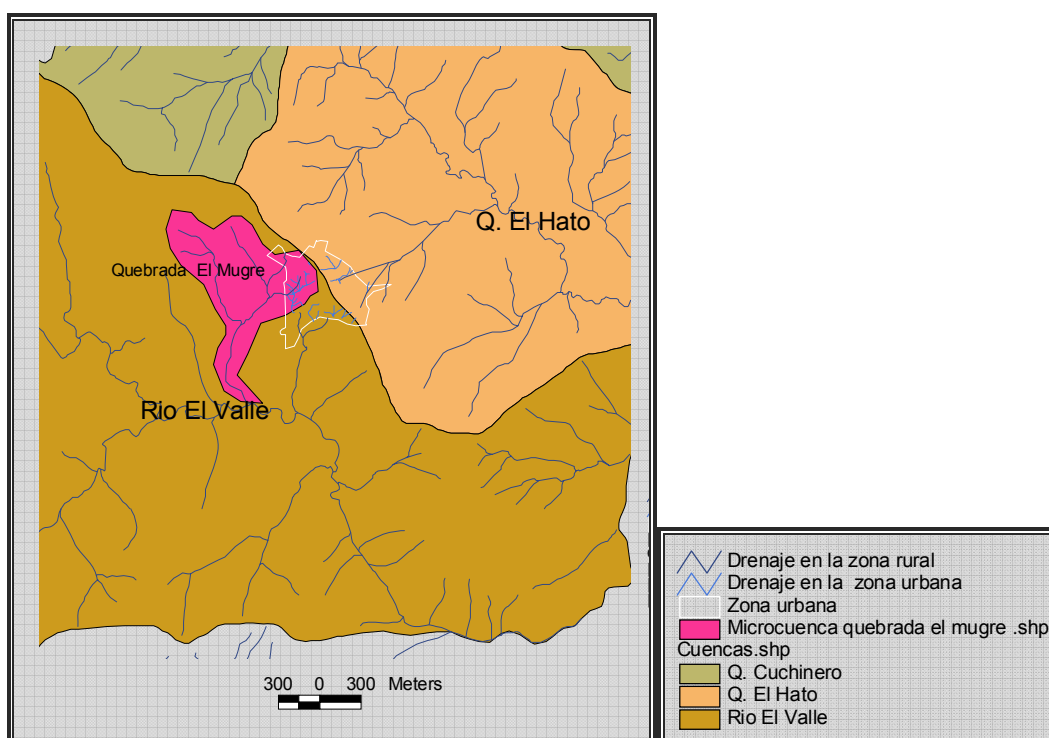 Q. El Hato
Quebrada El Mugre
Rio El Valle
300 0 300 Meters
Drenaje en la zona rural
Drenaje en la zona urbana
Zona urbana
Microcuenca quebrada el mugre .shp
Cuencas.shp
Q. Cuchinero
Q. El Hato
Rio El Valle